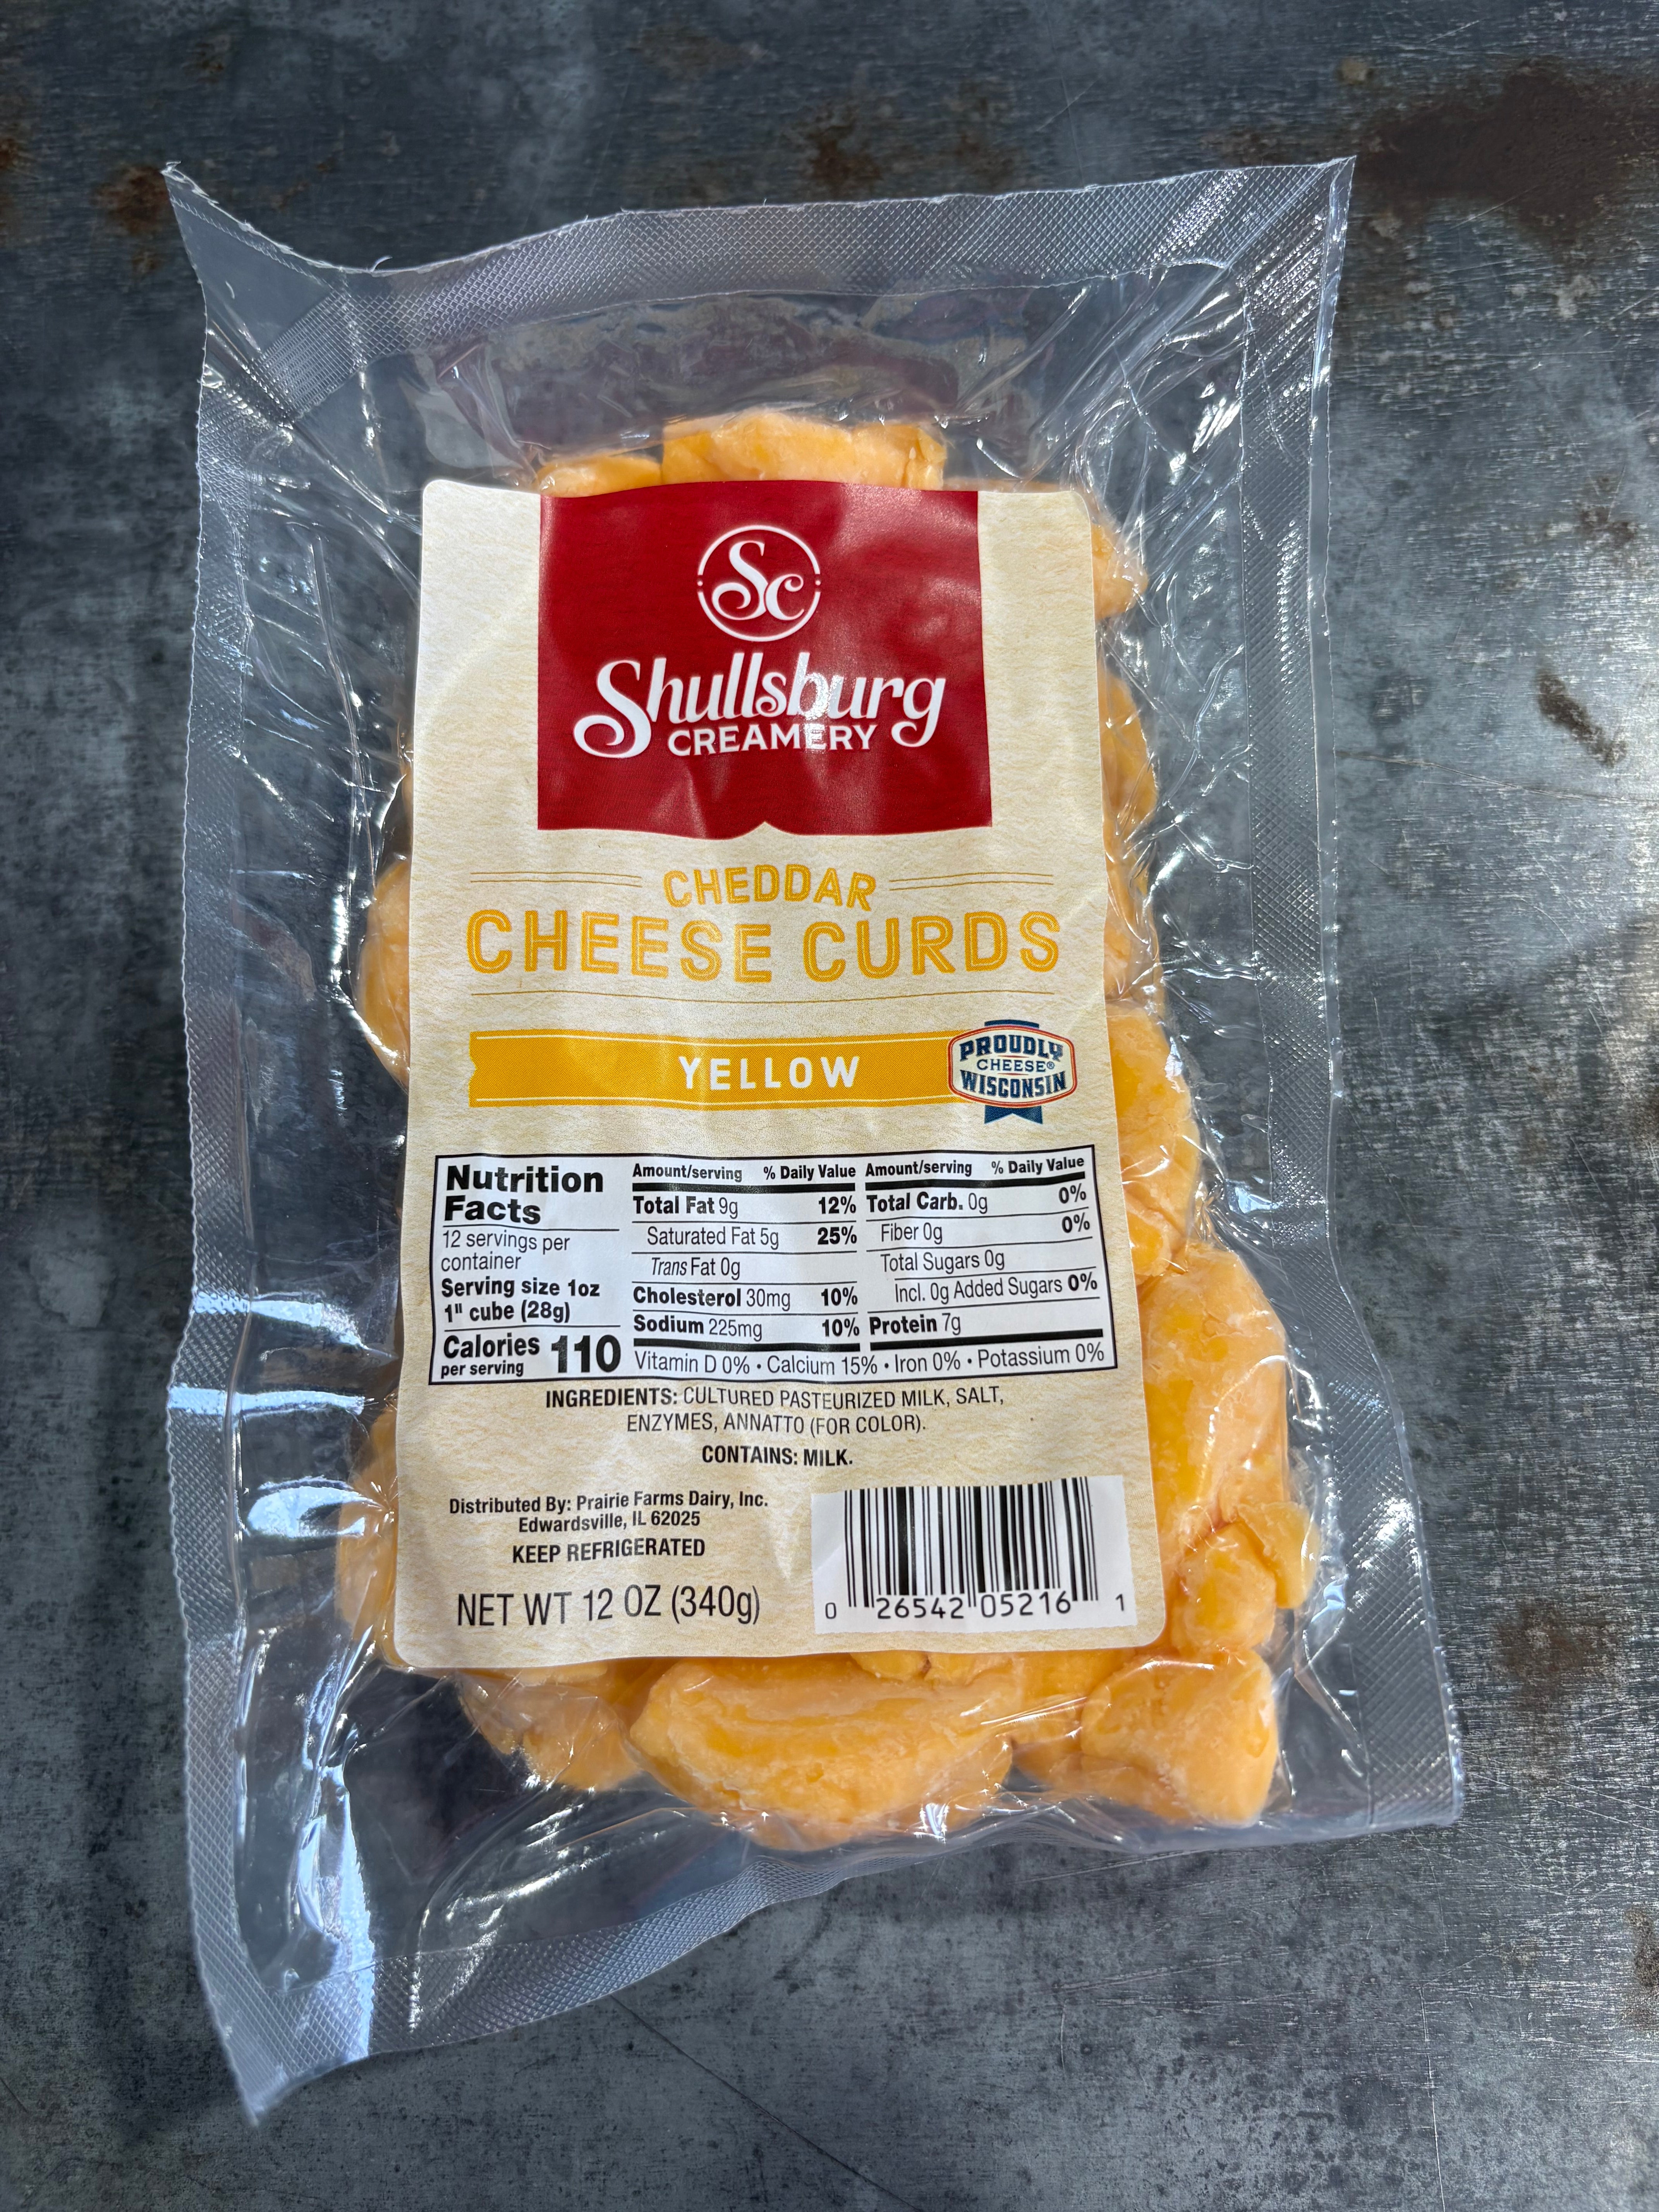 Sc
Shullsburg
CREAMERY
CHEDDAR
CHEESE CURDS
YELLOW
PROUDLY
CHEESE®
WISCONSIN
Nutrition
Facts
12 servings per
container
Serving size 1oz
1" cube (28g)
Calories 110
per serving
Amount/serving % Daily Value
Total Fat 9g 12%
Saturated Fat 5g 25%
Trans Fat 0g
Cholesterol 30mg 10%
Sodium 225mg 10%
Amount/serving % Daily Value
Total Carb. 0g 0%
Fiber 0g 0%
Total Sugars 0g
Incl. 0g Added Sugars 0%
Protein 7g
Vitamin D 0% • Calcium 15% • Iron 0% • Potassium 0%
INGREDIENTS: CULTURED PASTEURIZED MILK, SALT,
ENZYMES, ANNATTO (FOR COLOR).
CONTAINS: MILK.
Distributed By: Prairie Farms Dairy, Inc.
Edwardsville, IL 62025
KEEP REFRIGERATED
NET WT 12 OZ (340g)
0 26542 05216 1